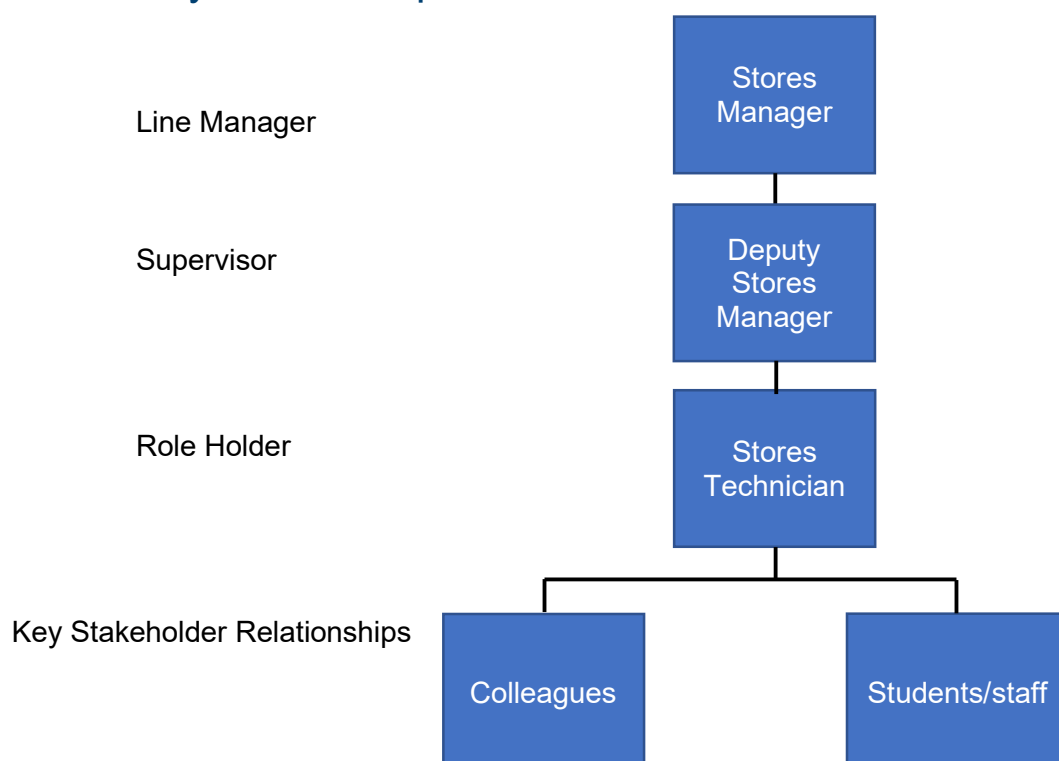 Line Manager
Stores
Manager
Supervisor
Deputy
Stores
Manager
Role Holder
Stores
Technician
Key Stakeholder Relationships
Colleagues
Students/staff